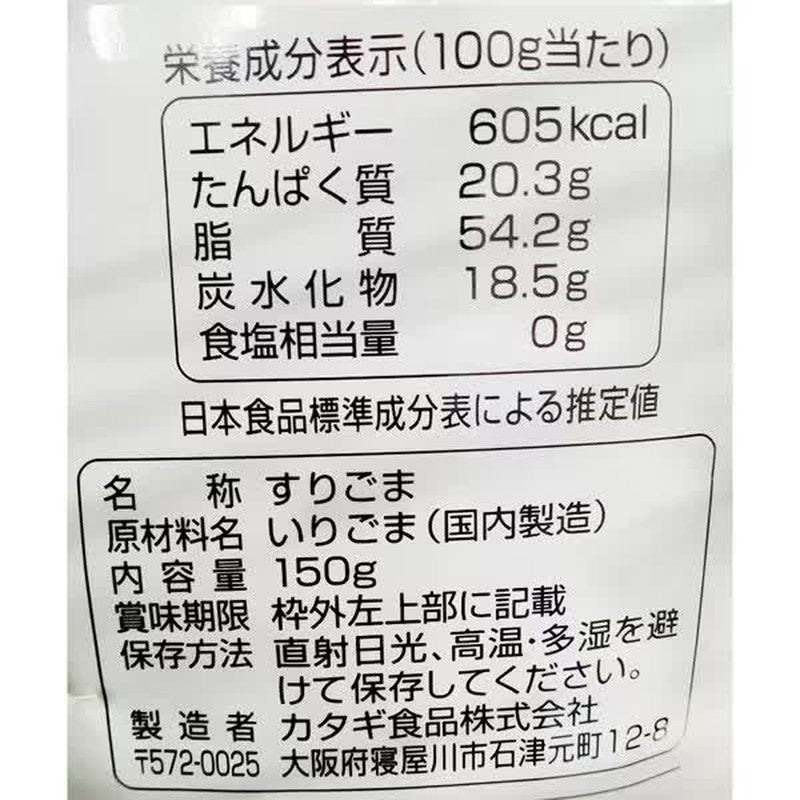 栄養成分表示(100g当たり)
エネルギー 605kcal
たんぱく質 20.3g
脂質 54.2g
炭水化物 18.5g
食塩相当量 0g
日本食品標準成分表による推定値
名称 すりごま
原材料名 いりごま(国内製造)
内容量 150g
賞味期限 枠外左上部に記載
保存方法 直射日光、高温・多湿を避
けて保存してください。
製造者 カタギ食品株式会社
〒572-0025 大阪府寝屋川市石津元町12-8